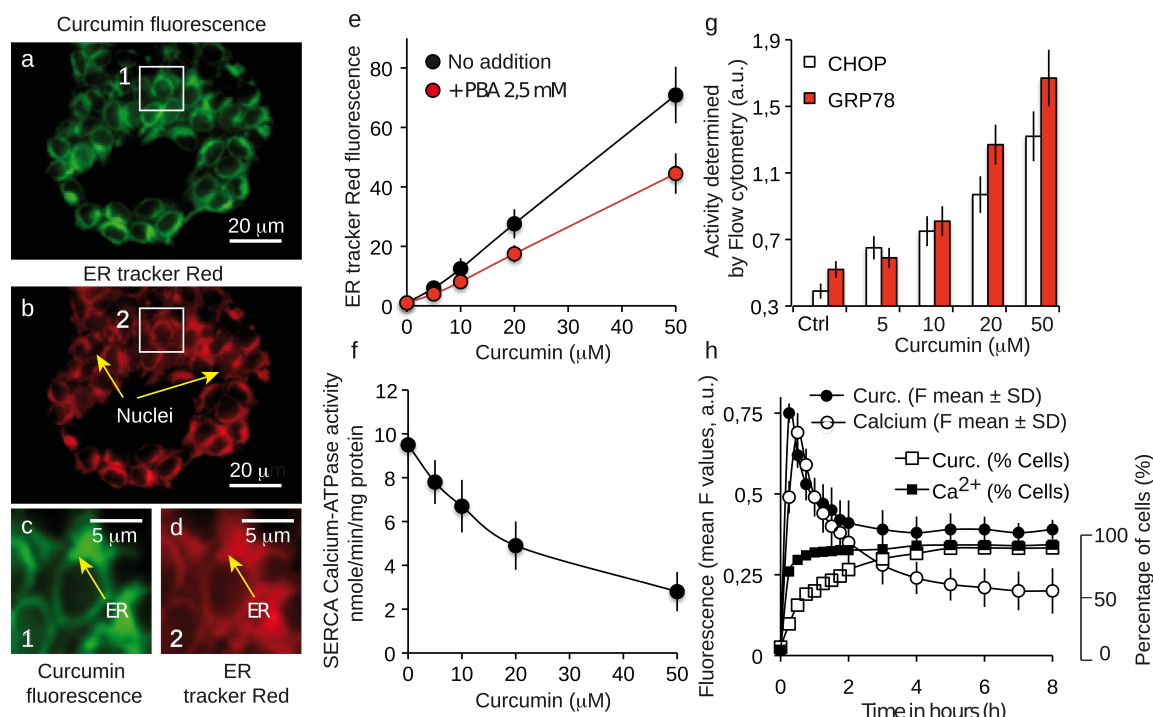 Curcumin fluorescence
a
1
20 μm
ER tracker Red
b
2
Nuclei
20 μm
c
5 μm
ER
1
d
5 μm
ER
2
Curcumin
fluorescence
ER
tracker Red
e
ER tracker Red fluorescence
No addition
+PBA 2,5 mM
80
60
40
20
0
0 10 20 30 40 50
Curcumin (μM)
f
SERCA Calcium-ATPase activity
nmole/min/mg protein
12
10
8
6
4
2
0
0 10 20 30 40 50
Curcumin (μM)
g
Activity determined
by Flow cytometry (a.u.)
1,9
1,5
1,1
0,7
0,3
CHOP
GRP78
Ctrl 5 10 20 50
Curcumin (μM)
h
Fluorescence (mean F values, a.u.)
0,75
0,5
0,25
0
Curc. (F mean ± SD)
Calcium (F mean ± SD)
Curc. (% Cells)
Ca2+ (% Cells)
100
50
0
Percentage of cells (%)
0 2 4 6 8
Time in hours (h)